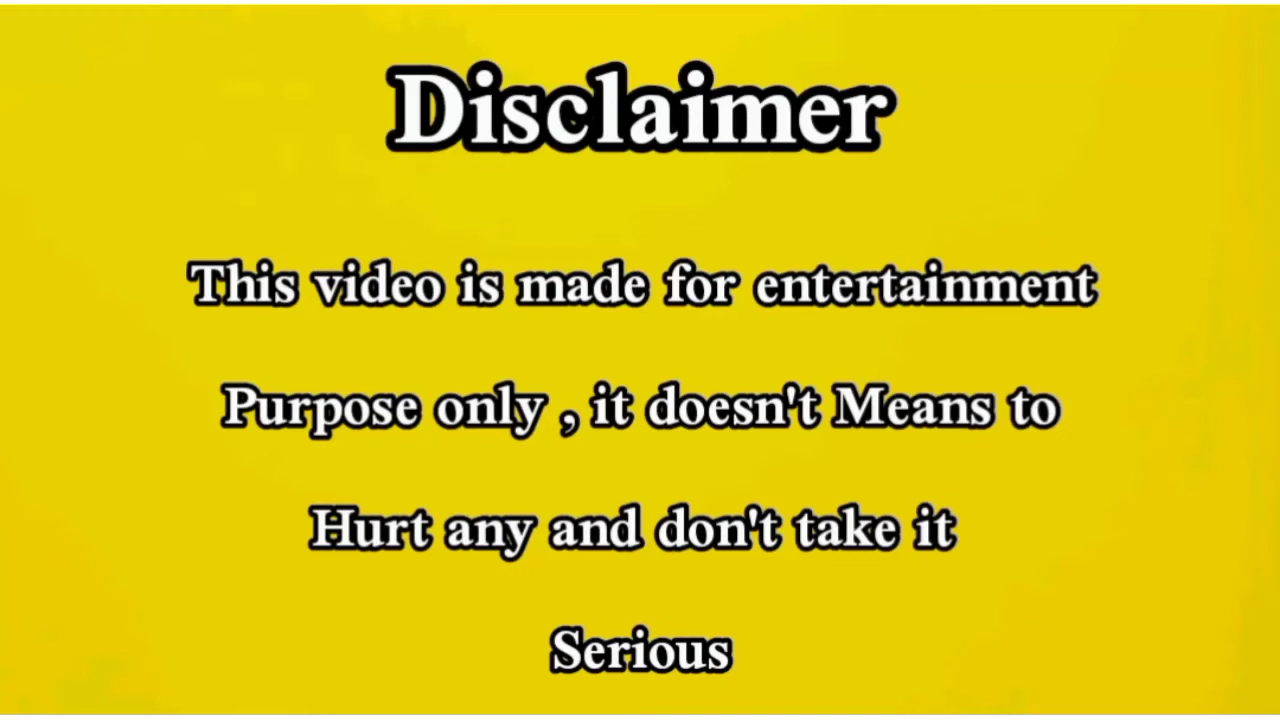 Disclaimer
This video is made for entertainment
Purpose only , it doesn't Means to
Hurt any and don't take it
Serious